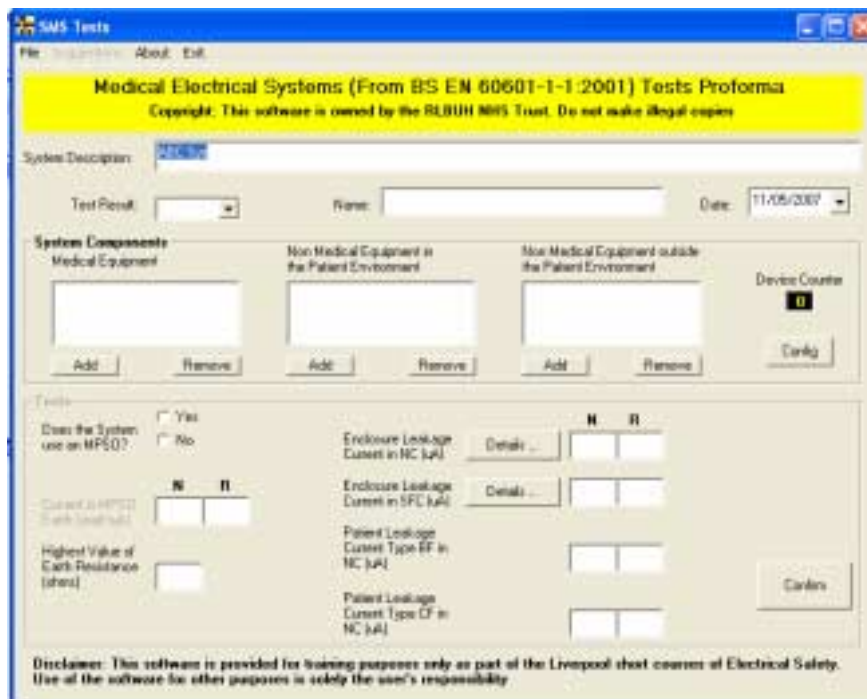 SMS Tests
File About Exit
Medical Electrical Systems (From BS EN 60601-1-1:2001) Tests Proforma
Copyright: This software is owned by the RLBUH NHS Trust. Do not make illegal copies
System Description:
Test Result: Name: Date: 11/05/2007
System Components
Medical Equipment
Non Medical Equipment in
the Patient Environment
Non Medical Equipment outside
the Patient Environment
Device Counter
0
Add Remove Add Remove Add Remove
Config
Tests
Does the System
use an MPSO?
Yes
No
N R
Current in MPSO
Earth
Highest Value of
Earth Resistance
(ohms)
N R
Enclosure Leakage
Current in NC (uA)
Details ...
Enclosure Leakage
Current in SFC (uA)
Details ...
Patient Leakage
Current Type BF in
NC (uA)
Patient Leakage
Current Type CF in
NC (uA)
Confirm
Disclaimer: This software is provided for training purposes only as part of the Liverpool short courses of Electrical Safety.
Use of the software for other purposes is solely the user's responsibility